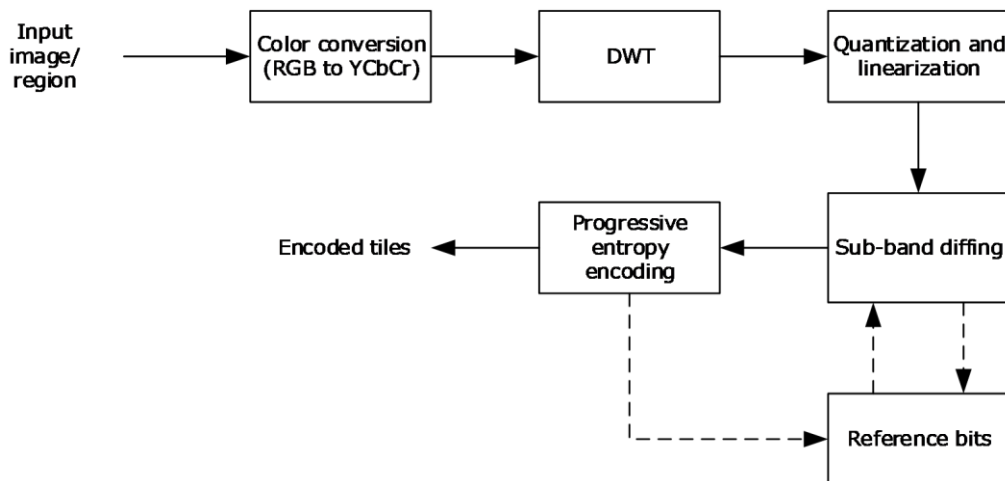 Input
image/
region
Color conversion
(RGB to YCbCr)
DWT
Quantization and
linearization
Encoded tiles
Progressive
entropy
encoding
Sub-band diffing
Reference bits